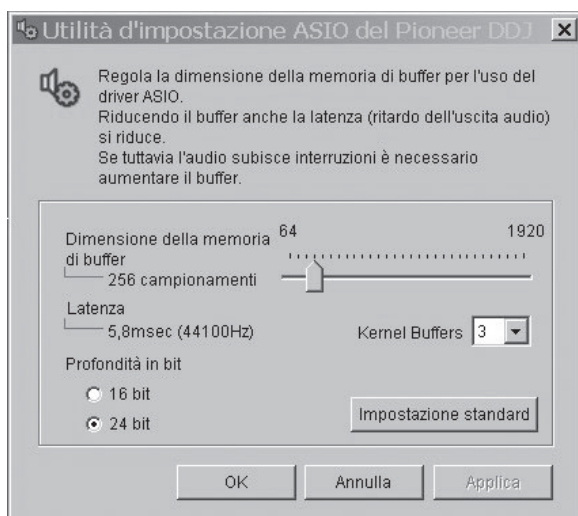 Utilità d'impostazione ASIO del Pioneer DDJ
Regola la dimensione della memoria di buffer per l'uso del
driver ASIO.
Riducendo il buffer anche la latenza (ritardo dell'uscita audio)
si riduce.
Se tuttavia l'audio subisce interruzioni è necessario
aumentare il buffer.
Dimensione della memoria
di buffer
256 campionamenti
64 1920
Latenza
5,8msec (44100Hz)
Kernel Buffers 3
Profondità in bit
16 bit
24 bit
Impostazione standard
OK Annulla Applica